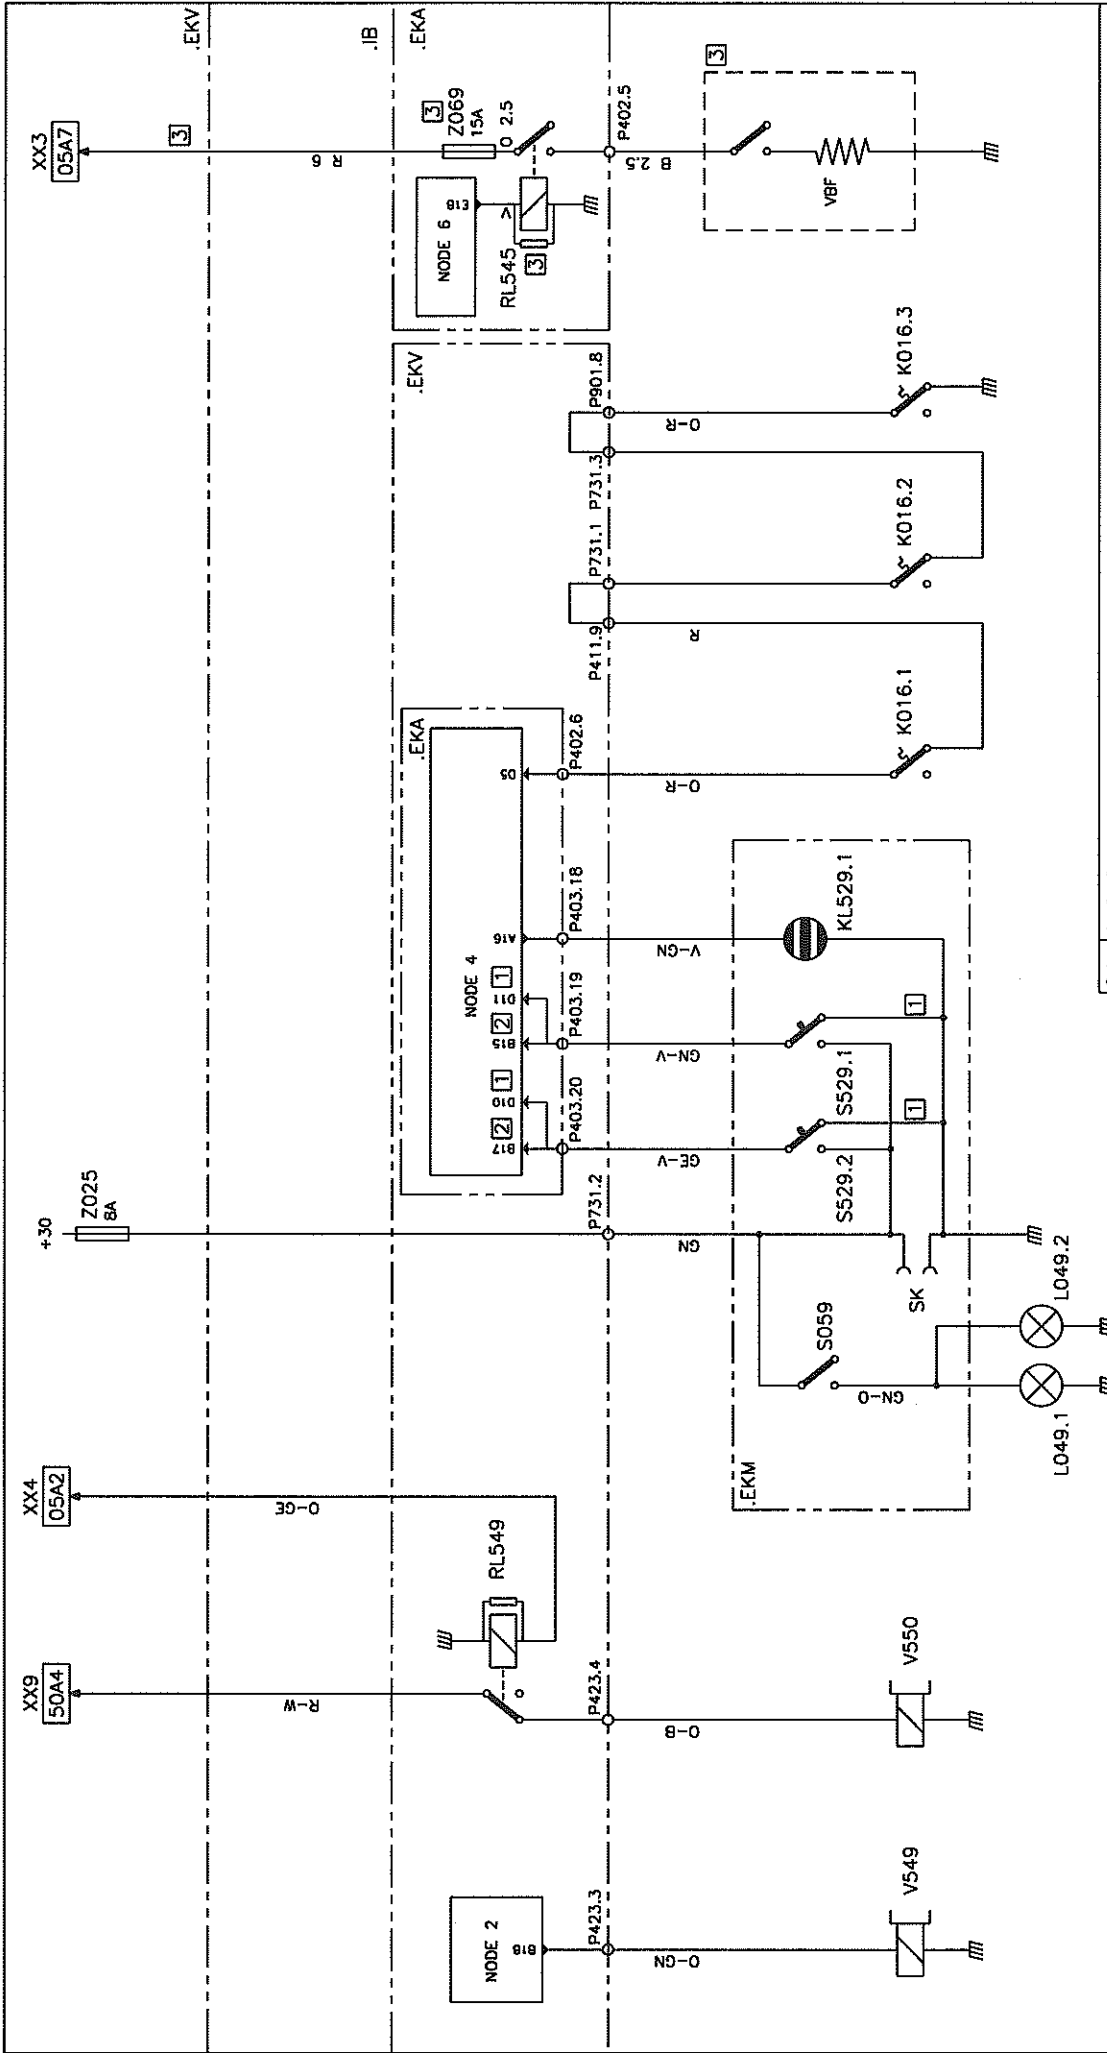 XX9
50A4
XX4
05A2
+30
Z025
8A
XX3
05A7
3
.EKV
.IB
.EKA
R-W
O-GE
R 6
3
Z069
15A
O 2.5
NODE 6
E18
V
RL545
3
P402.5
B 2.5
3
VBF
.EKV
.EKA
NODE 4
B17
2
D10
1
B15
2
D11
1
A16
D5
P403.20
P403.19
P403.18
P402.6
P411.9
P731.1
P731.3
P901.8
RL549
NODE 2
B18
P423.3
P423.4
P731.2
O-GN
O-B
GN
GE-V
GN-V
V-GN
O-R
R
O-R
V549
V550
.EKM
S059
GN-O
SK
S529.2
1
S529.1
1
KL529.1
K016.1
K016.2
K016.3
L049.1
L049.2